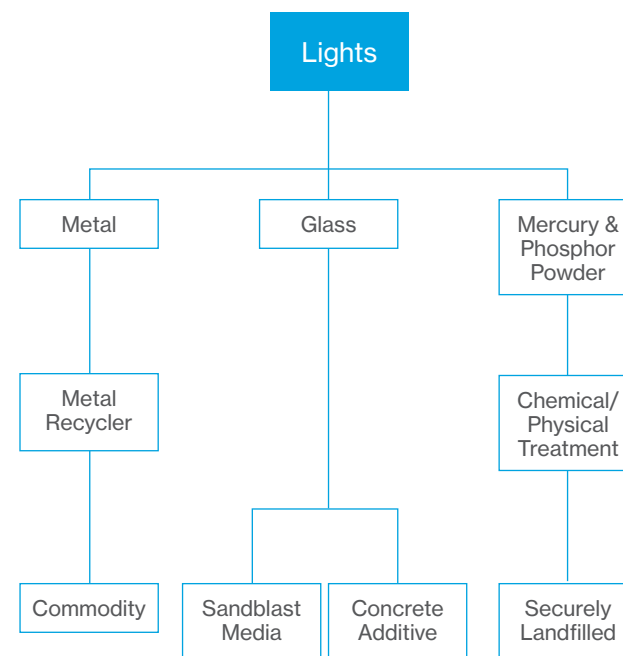 Lights
Metal
Glass
Mercury &
Phosphor
Powder
Metal
Recycler
Chemical/
Physical
Treatment
Commodity
Sandblast
Media
Concrete
Additive
Securely
Landfilled